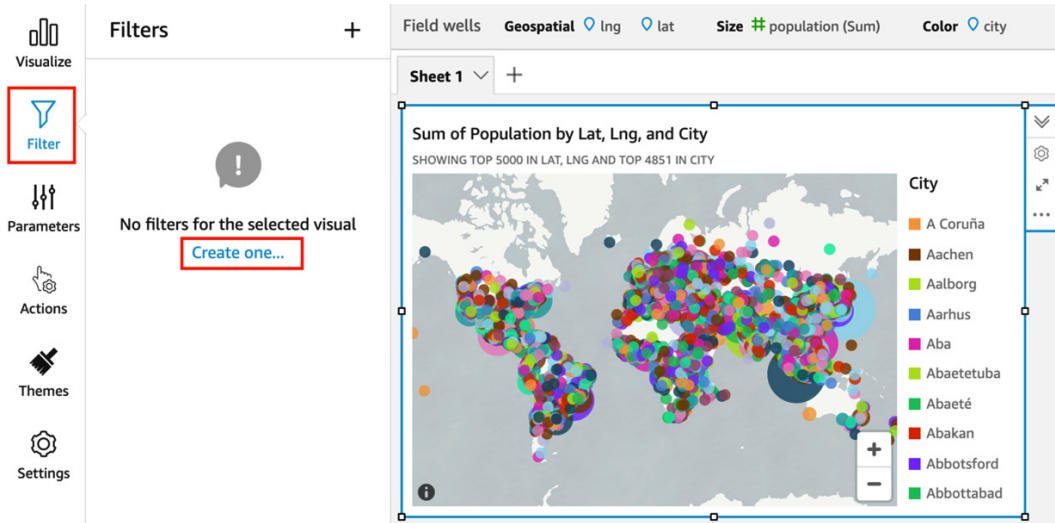 Visualize
Filter
Parameters
Actions
Themes
Settings
Filters +
!
No filters for the selected visual
Create one...
Field wells Geospatial lng lat Size # population (Sum) Color city
Sheet 1 +
Sum of Population by Lat, Lng, and City
SHOWING TOP 5000 IN LAT, LNG AND TOP 4851 IN CITY
City
A Coruña
Aachen
Aalborg
Aarhus
Aba
Abaetetuba
Abaeté
Abakan
Abbotsford
Abbottabad
+
−
i